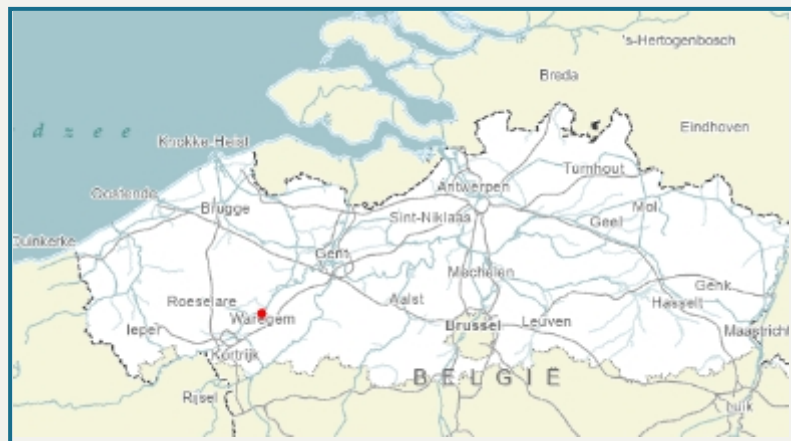 's-Hertogenbosch
Breda
Eindhoven
d z e e
Knokke-Heist
Turnhout
Antwerpen
Oostende
Brugge
Sint-Niklaas
Mol
Geel
Duinkerke
Gent
Mechelen
Genk
Roeselare
Aalst
Hasselt
Waregem
Ieper
Brussel
Leuven
Maastricht
Kortrijk
BELGIË
Rijsel
Luik